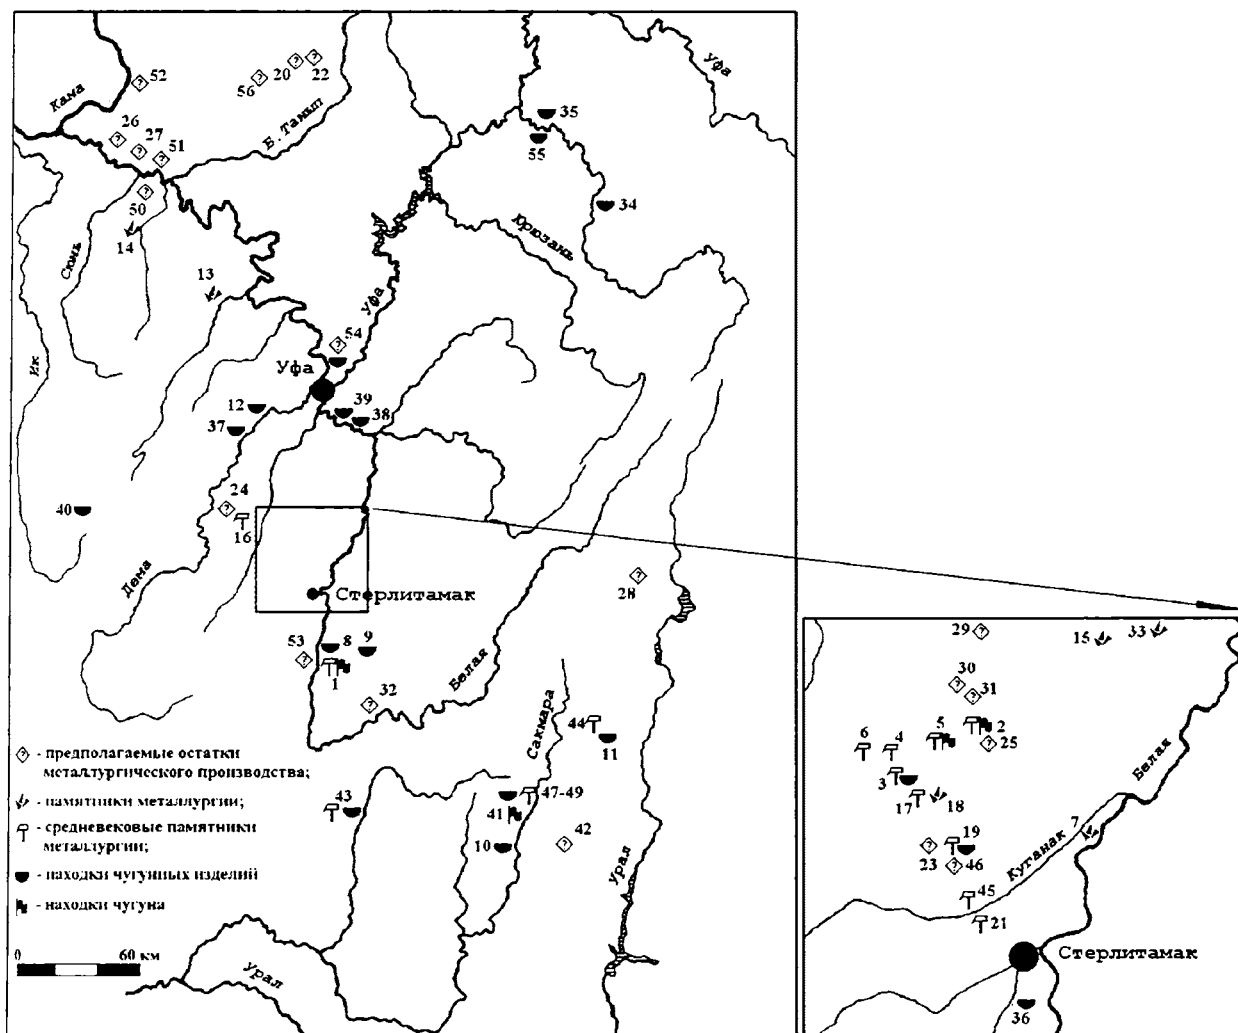 52
20
22
56
Кама
Уфа
35
26
27
51
Б. Танып
55
50
34
14
Сюнь
Юрюзань
13
Уфа
54
Ик
Уфа
12
39
38
37
24
40
16
Дема
Стерлитамак
28
53
8
9
1
32
Белая
Сакмара
44
11
- предполагаемые остатки
металлургического производства;
- памятники металлургии;
- средневековые памятники
металлургии;
- находки чугунных изделий
- находки чугуна
43
47-49
41
10
42
Урал
0 60 км
Урал
29
15
33
30
31
6
4
5
2
25
3
17
18
Белая
19
23
46
Куганак
7
45
21
Стерлитамак
36